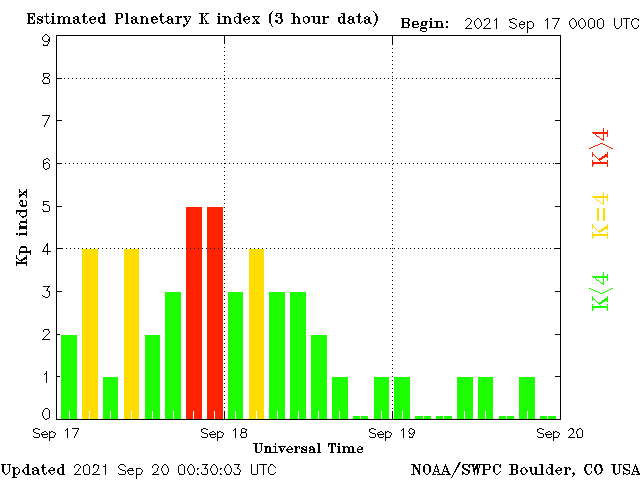 Estimated Planetary K index (3 hour data) Begin: 2021 Sep 17 0000 UTC
9
8
7
6
5
4
3
2
1
0
Kp index
K>4
K=4
K<4
Sep 17 Sep 18 Sep 19 Sep 20
Universal Time
Updated 2021 Sep 20 00:30:03 UTC NOAA/SWPC Boulder, CO USA